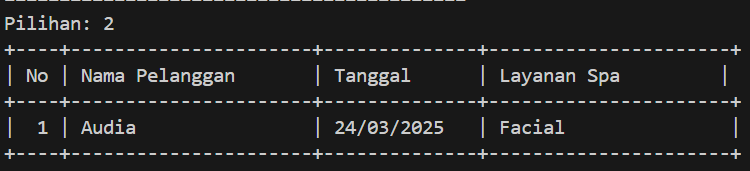 Pilihan: 2
+----+----------------------+--------------+----------------------+
| No | Nama Pelanggan       | Tanggal      | Layanan Spa         |
+----+----------------------+--------------+----------------------+
|  1 | Audia                | 24/03/2025   | Facial               |
+----+----------------------+--------------+----------------------+